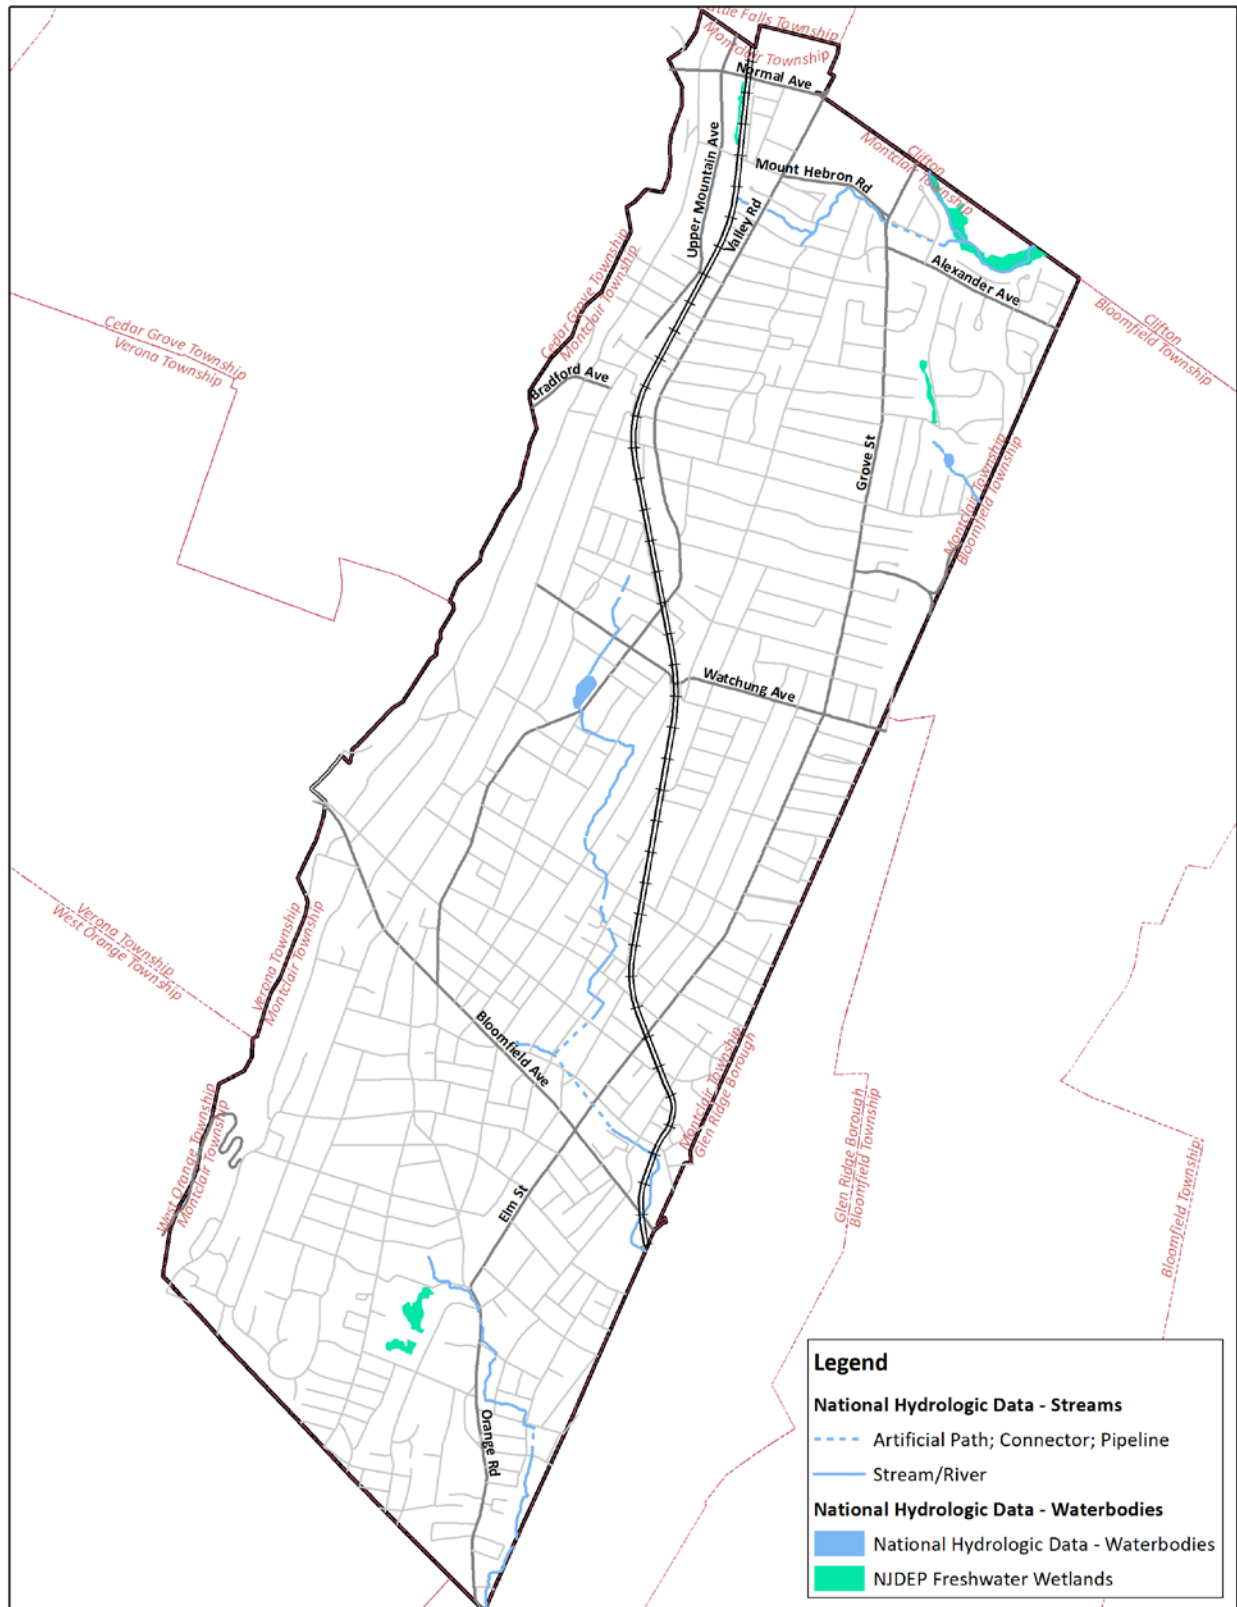 Little Falls Township
Montclair Township
Normal Ave
Clifton
Montclair Township
Upper Mountain Ave
Mount Hebron Rd
Valley Rd
Alexander Ave
Cedar Grove Township
Montclair Township
Clifton
Bloomfield Township
Cedar Grove Township
Verona Township
Bradford Ave
Grove St
Montclair Township
Bloomfield Township
Watchung Ave
Verona Township
West Orange Township
Verona Township
Montclair Township
Bloomfield Ave
Montclair Township
Glen Ridge Borough
West Orange Township
Montclair Township
Elm St
Glen Ridge Borough
Bloomfield Township
Bloomfield Township
Orange Rd
Legend
National Hydrologic Data - Streams
Artificial Path; Connector; Pipeline
Stream/River
National Hydrologic Data - Waterbodies
National Hydrologic Data - Waterbodies
NJDEP Freshwater Wetlands